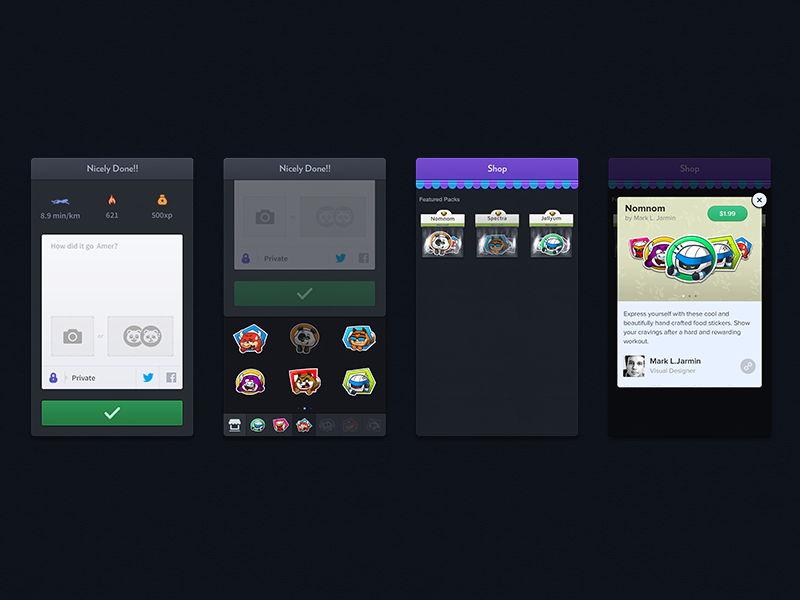 Nicely Done!!
8.9 min/km
621
500xp
How did it go Amer?
or
Private
Nicely Done!!
Private
Shop
Featured Packs
Nomnom
Spectra
Jellyum
Shop
Nomnom
by Mark L. Jarmin
$1.99
Express yourself with these cool and
beautifully hand crafted food stickers. Show
your cravings after a hard and rewarding
workout.
Mark L.Jarmin
Visual Designer